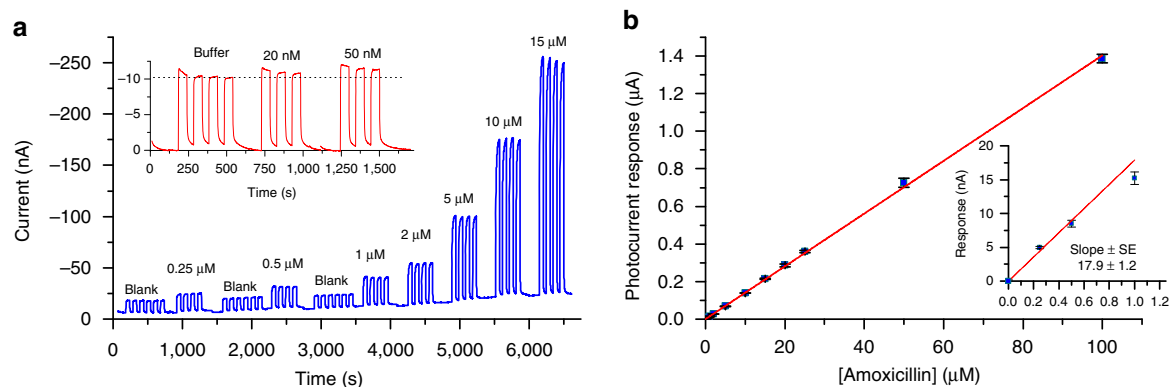 a
Current (nA)
−250
−200
−150
−100
−50
0
0
1,000
2,000
3,000
4,000
5,000
6,000
Time (s)
Blank
0.25 μM
Blank
0.5 μM
Blank
1 μM
2 μM
5 μM
10 μM
15 μM
Buffer
20 nM
50 nM
−10
−5
0
0
250
500
750
1,000
1,250
1,500
Time (s)
b
Photocurrent response (μA)
1.4
1.2
1.0
0.8
0.6
0.4
0.2
0.0
0
20
40
60
80
100
[Amoxicillin] (μM)
Response (nA)
20
15
10
5
0
0.0
0.2
0.4
0.6
0.8
1.0
1.2
Slope ± SE
17.9 ± 1.2